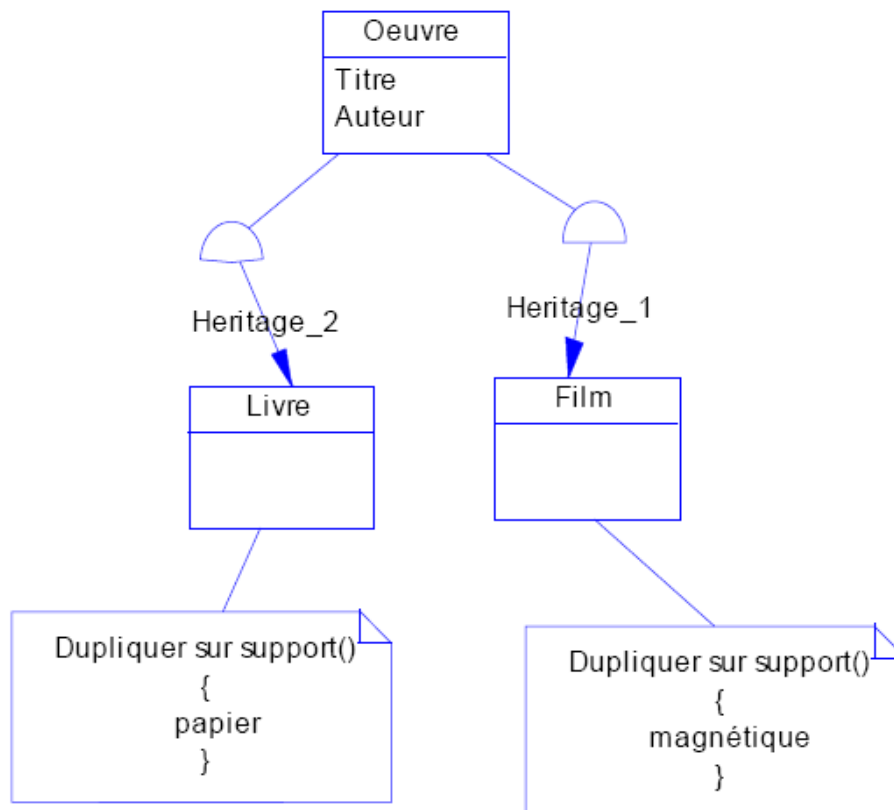 Oeuvre
Titre
Auteur
Heritage_2
Heritage_1
Livre
Film
Dupliquer sur support()
{
papier
}
Dupliquer sur support()
{
magnétique
}